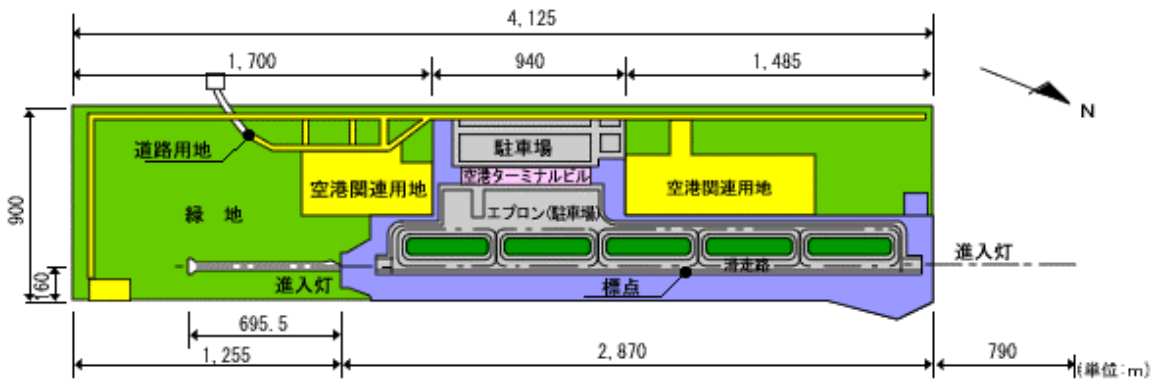 4,125
1,700
940
1,485
N
道路用地
駐車場
空港ターミナルビル
空港関連用地
空港関連用地
エプロン(駐車場)
緑 地
900
160
滑走路
進入灯
進入灯
標点
695.5
1,255
2,870
790
(単位:m)